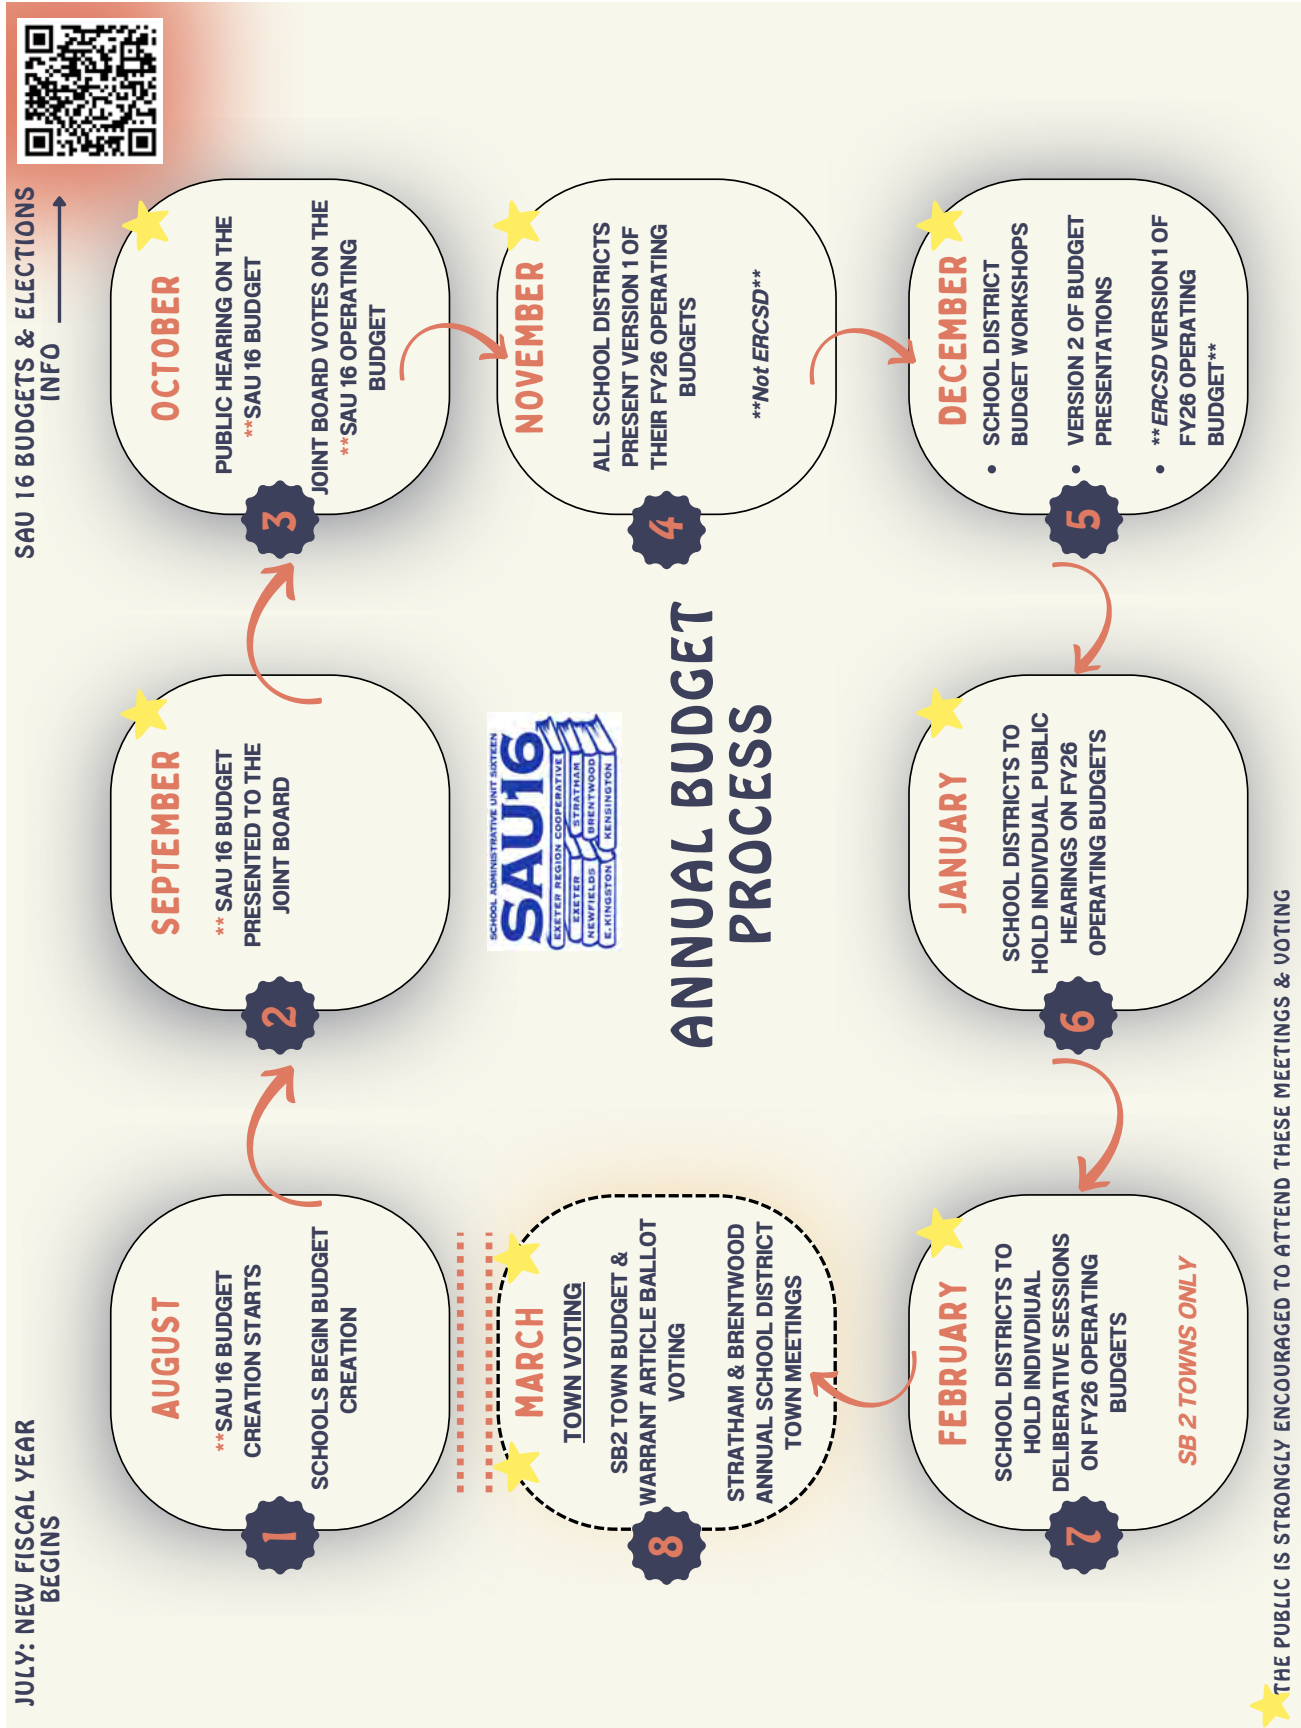 JULY: NEW FISCAL YEAR
BEGINS
SAU 16 BUDGETS & ELECTIONS
INFO
AUGUST
**SAU 16 BUDGET
CREATION STARTS
SCHOOLS BEGIN BUDGET
CREATION
1
SEPTEMBER
** SAU 16 BUDGET
PRESENTED TO THE
JOINT BOARD
2
OCTOBER
PUBLIC HEARING ON THE
**SAU 16 BUDGET
JOINT BOARD VOTES ON THE
**SAU 16 OPERATING
BUDGET
3
NOVEMBER
ALL SCHOOL DISTRICTS
PRESENT VERSION 1 OF
THEIR FY26 OPERATING
BUDGETS
**Not ERCSD**
4
DECEMBER
• SCHOOL DISTRICT
BUDGET WORKSHOPS
• VERSION 2 OF BUDGET
PRESENTATIONS
• **ERCSD VERSION 1 OF
FY26 OPERATING
BUDGET**
5
JANUARY
SCHOOL DISTRICTS TO
HOLD INDIVDUAL PUBLIC
HEARINGS ON FY26
OPERATING BUDGETS
6
FEBRUARY
SCHOOL DISTRICTS TO
HOLD INDIVIDUAL
DELIBERATIVE SESSIONS
ON FY26 OPERATING
BUDGETS
SB 2 TOWNS ONLY
7
MARCH
TOWN VOTING
SB2 TOWN BUDGET &
WARRANT ARTICLE BALLOT
VOTING
STRATHAM & BRENTWOOD
ANNUAL SCHOOL DISTRICT
TOWN MEETINGS
8
SCHOOL ADMINISTRATIVE UNIT SIXTEEN
SAU16
EXETER REGION COOPERATIVE
EXETER STRATHAM
NEWFIELDS BRENTWOOD
E.KINGSTON KENSINGTON
ANNUAL BUDGET
PROCESS
THE PUBLIC IS STRONGLY ENCOURAGED TO ATTEND THESE MEETINGS & VOTING